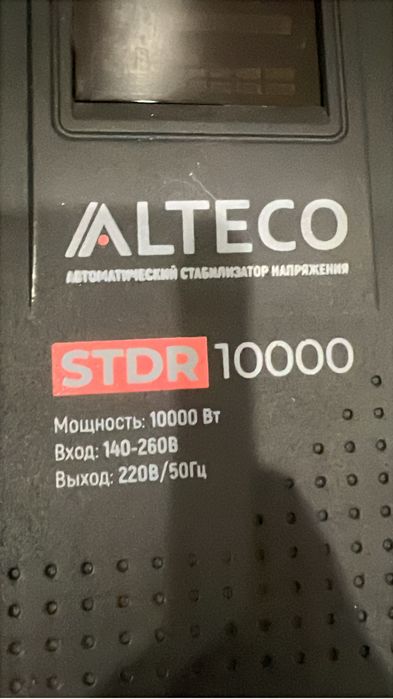 ALTECO
АВТОМАТИЧЕСКИЙ СТАБИЛИЗАТОР НАПРЯЖЕНИЯ
STDR 10000
Мощность: 10000 Вт
Вход: 140-260В
Выход: 220В/50Гц